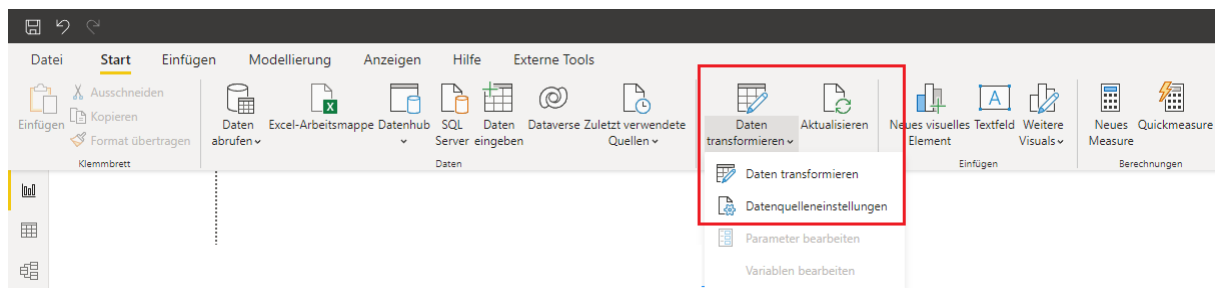 Datei Start Einfügen Modellierung Anzeigen Hilfe Externe Tools
Einfügen
Ausschneiden
Kopieren
Format übertragen
Klemmbrett
Daten
abrufen
Excel-Arbeitsmappe
Datenhub
SQL
Server
Daten
eingeben
Dataverse
Zuletzt verwendete
Quellen
Daten
Daten
transformieren
Aktualisieren
Neues visuelles
Element
Textfeld
Weitere
Visuals
Einfügen
Neues
Measure
Quickmeasure
Berechnungen
Daten transformieren
Datenquelleneinstellungen
Parameter bearbeiten
Variablen bearbeiten